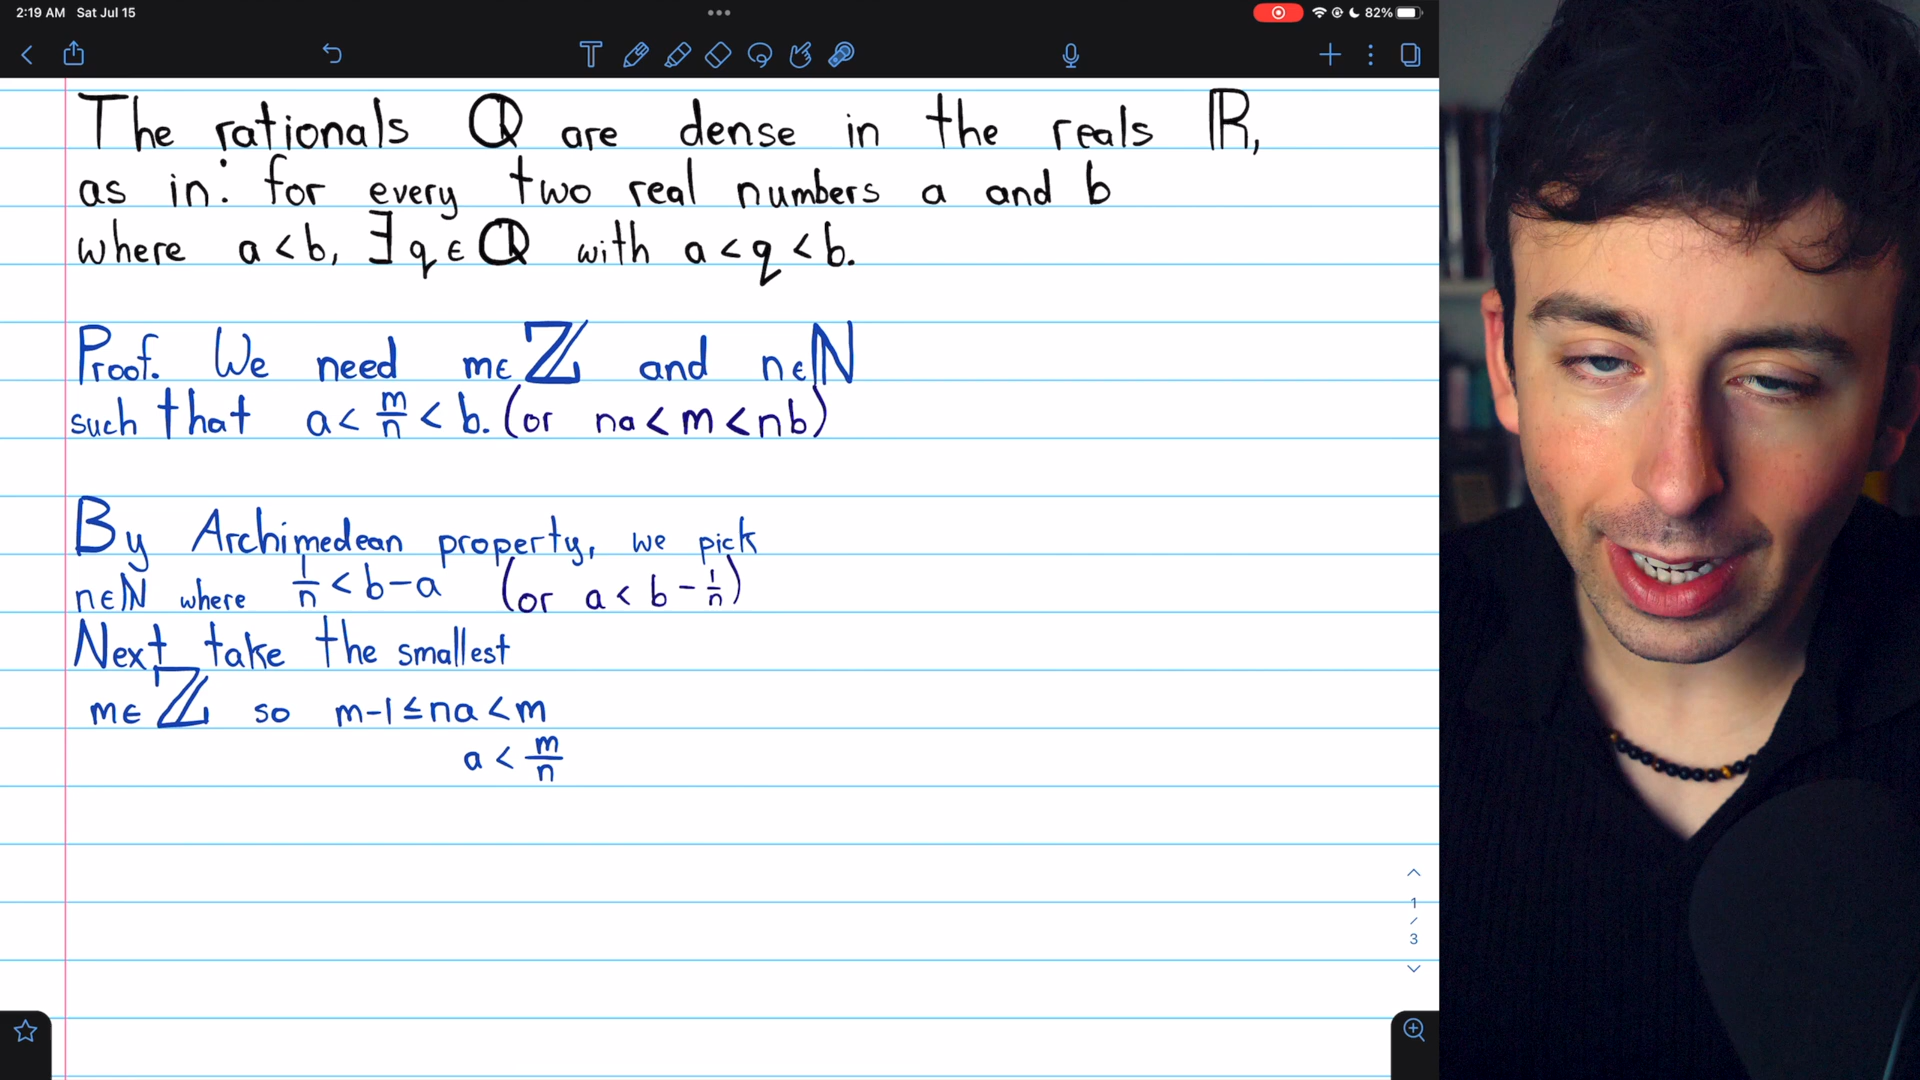 2:19 AM Sat Jul 15
82%
The rationals ℚ are dense in the reals ℝ,
as in: for every two real numbers a and b
where a < b, ∃ q ∈ ℚ with a < q < b.
Proof. We need m ∈ ℤ and n ∈ ℕ
such that a < m/n < b. (or na < m < nb)
By Archimedean property, we pick
n ∈ ℕ where 1/n < b - a (or a < b - 1/n)
Next take the smallest
m ∈ ℤ so m-1 ≤ na < m
a < m/n
1
/
3